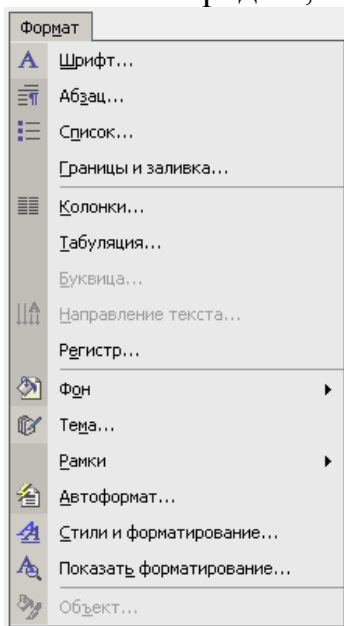 Формат
Шрифт...
Абзац...
Список...
Границы и заливка...
Колонки...
Табуляция...
Буквица...
Направление текста...
Регистр...
Фон
Тема...
Рамки
Автоформат...
Стили и форматирование...
Показать форматирование...
Объект...